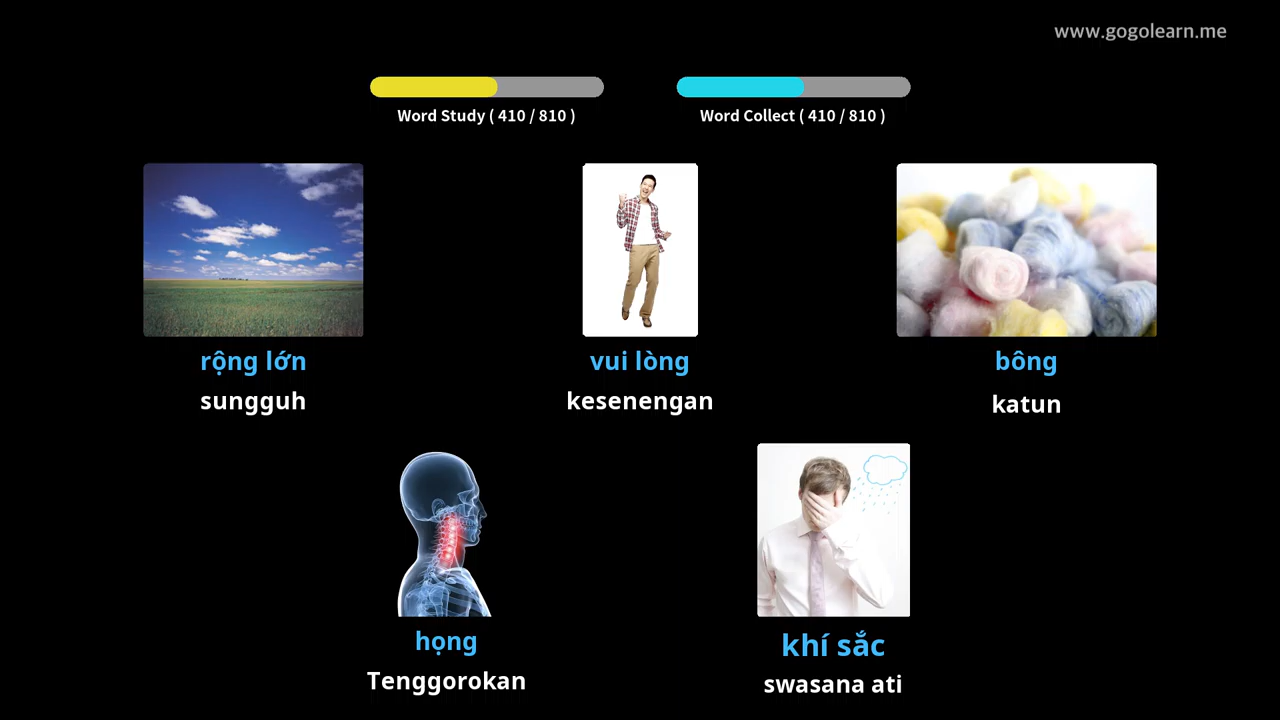 www.gogolearn.me
Word Study ( 410 / 810 )
Word Collect ( 410 / 810 )
rộng lớn
sungguh
vui lòng
kesenengan
bông
katun
họng
Tenggorokan
khí sắc
swasana ati